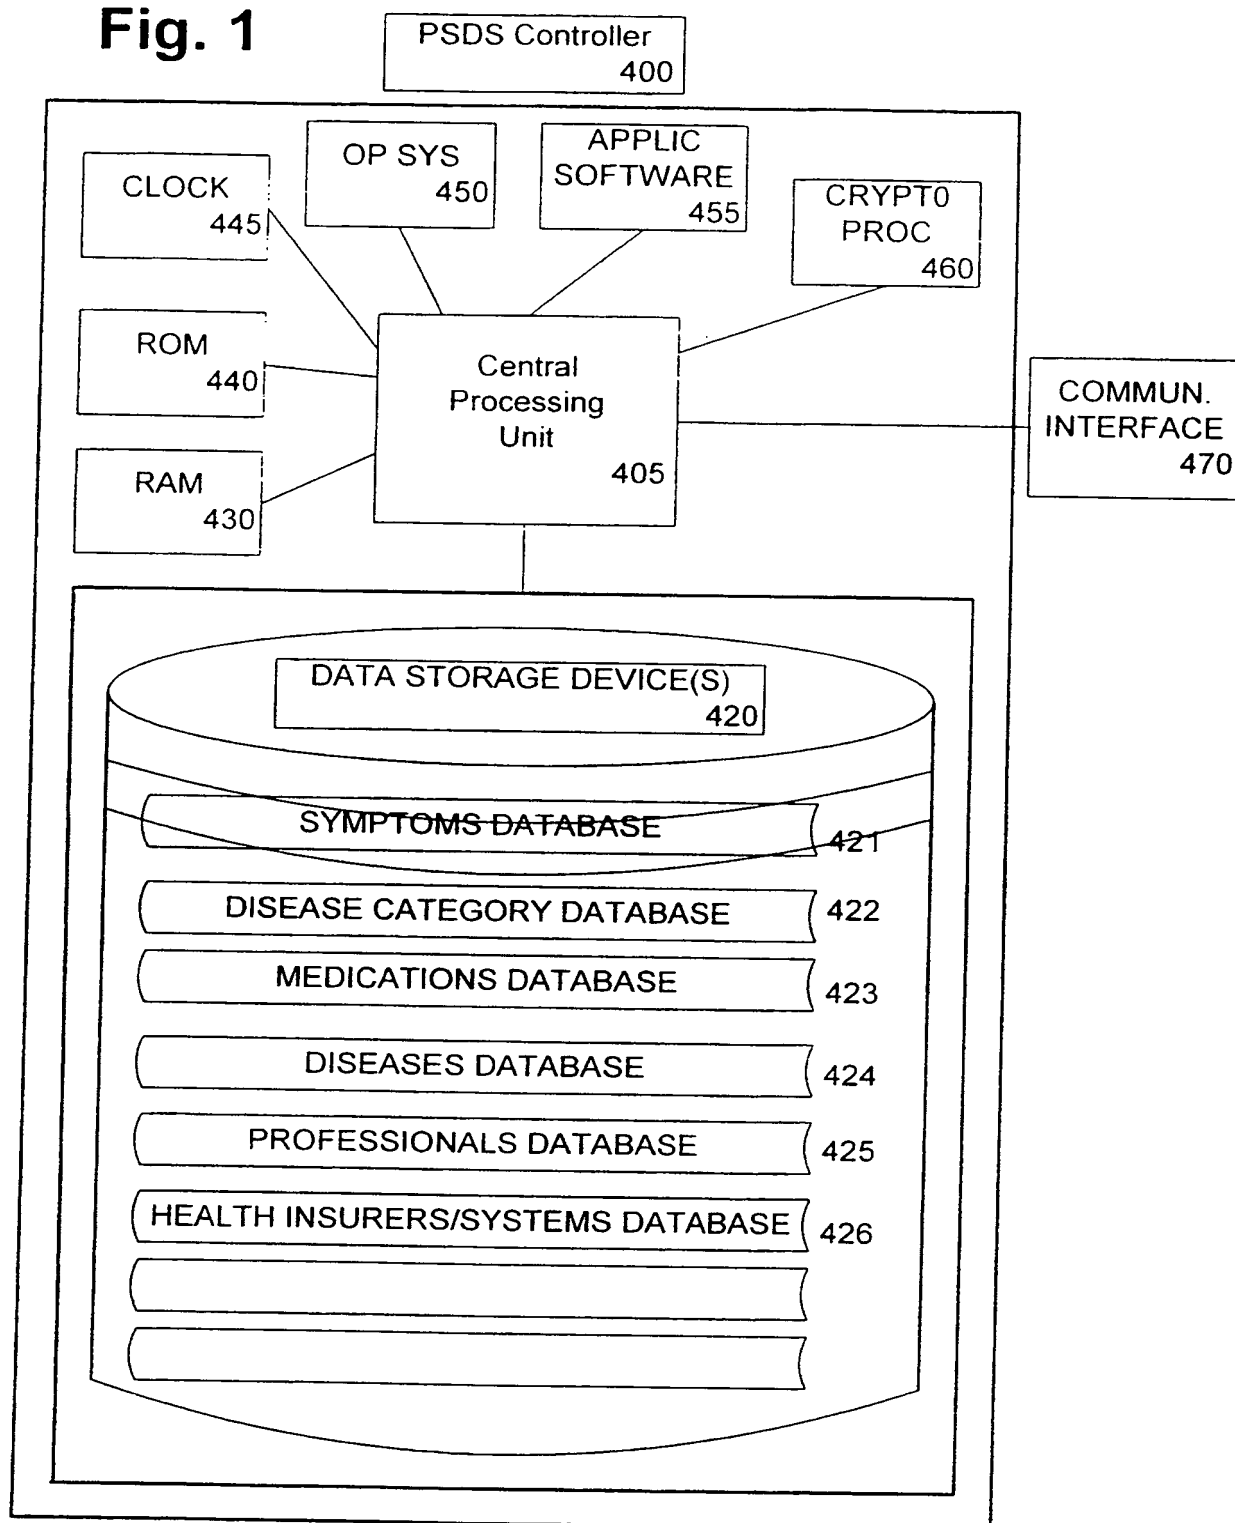 Fig. 1
PSDS Controller
400
CLOCK
445
OP SYS
450
APPLIC
SOFTWARE
455
CRYPT0
PROC
460
ROM
440
Central
Processing
Unit
405
COMMUN.
INTERFACE
470
RAM
430
DATA STORAGE DEVICE(S)
420
SYMPTOMS DATABASE
421
DISEASE CATEGORY DATABASE
422
MEDICATIONS DATABASE
423
DISEASES DATABASE
424
PROFESSIONALS DATABASE
425
HEALTH INSURERS/SYSTEMS DATABASE
426